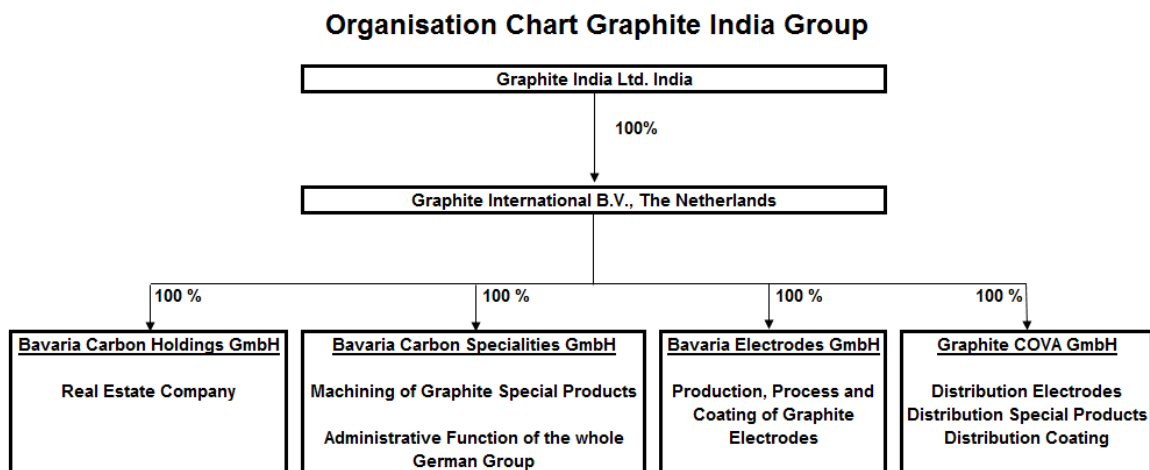 Organisation Chart Graphite India Group
Graphite India Ltd. India
100%
Graphite International B.V., The Netherlands
100 %
100 %
100 %
100 %
Bavaria Carbon Holdings GmbH
Real Estate Company
Bavaria Carbon Specialities GmbH
Machining of Graphite Special Products
Administrative Function of the whole
German Group
Bavaria Electrodes GmbH
Production, Process and
Coating of Graphite
Electrodes
Graphite COVA GmbH
Distribution Electrodes
Distribution Special Products
Distribution Coating